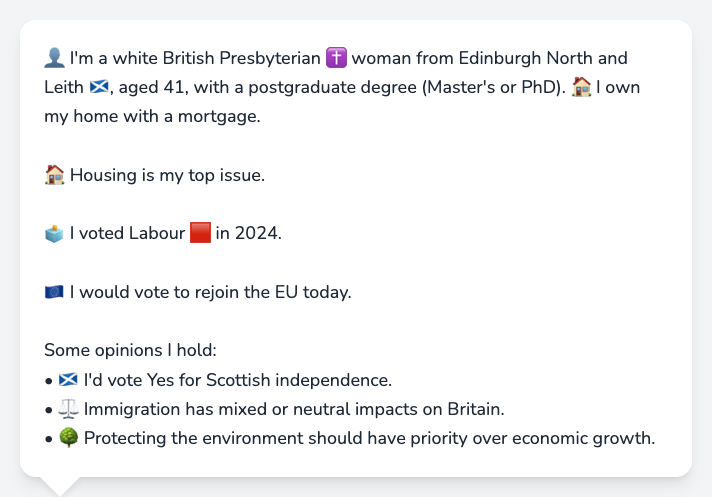 👤 I'm a white British Presbyterian ✝️ woman from Edinburgh North and
Leith 🏴󠁧󠁢󠁳󠁣󠁴󠁿, aged 41, with a postgraduate degree (Master's or PhD). 🏠 I own
my home with a mortgage.
🏠 Housing is my top issue.
🗳️ I voted Labour 🟥 in 2024.
🇪🇺 I would vote to rejoin the EU today.
Some opinions I hold:
• 🏴󠁧󠁢󠁳󠁣󠁴󠁿 I'd vote Yes for Scottish independence.
• ⚖️ Immigration has mixed or neutral impacts on Britain.
• 🌳 Protecting the environment should have priority over economic growth.